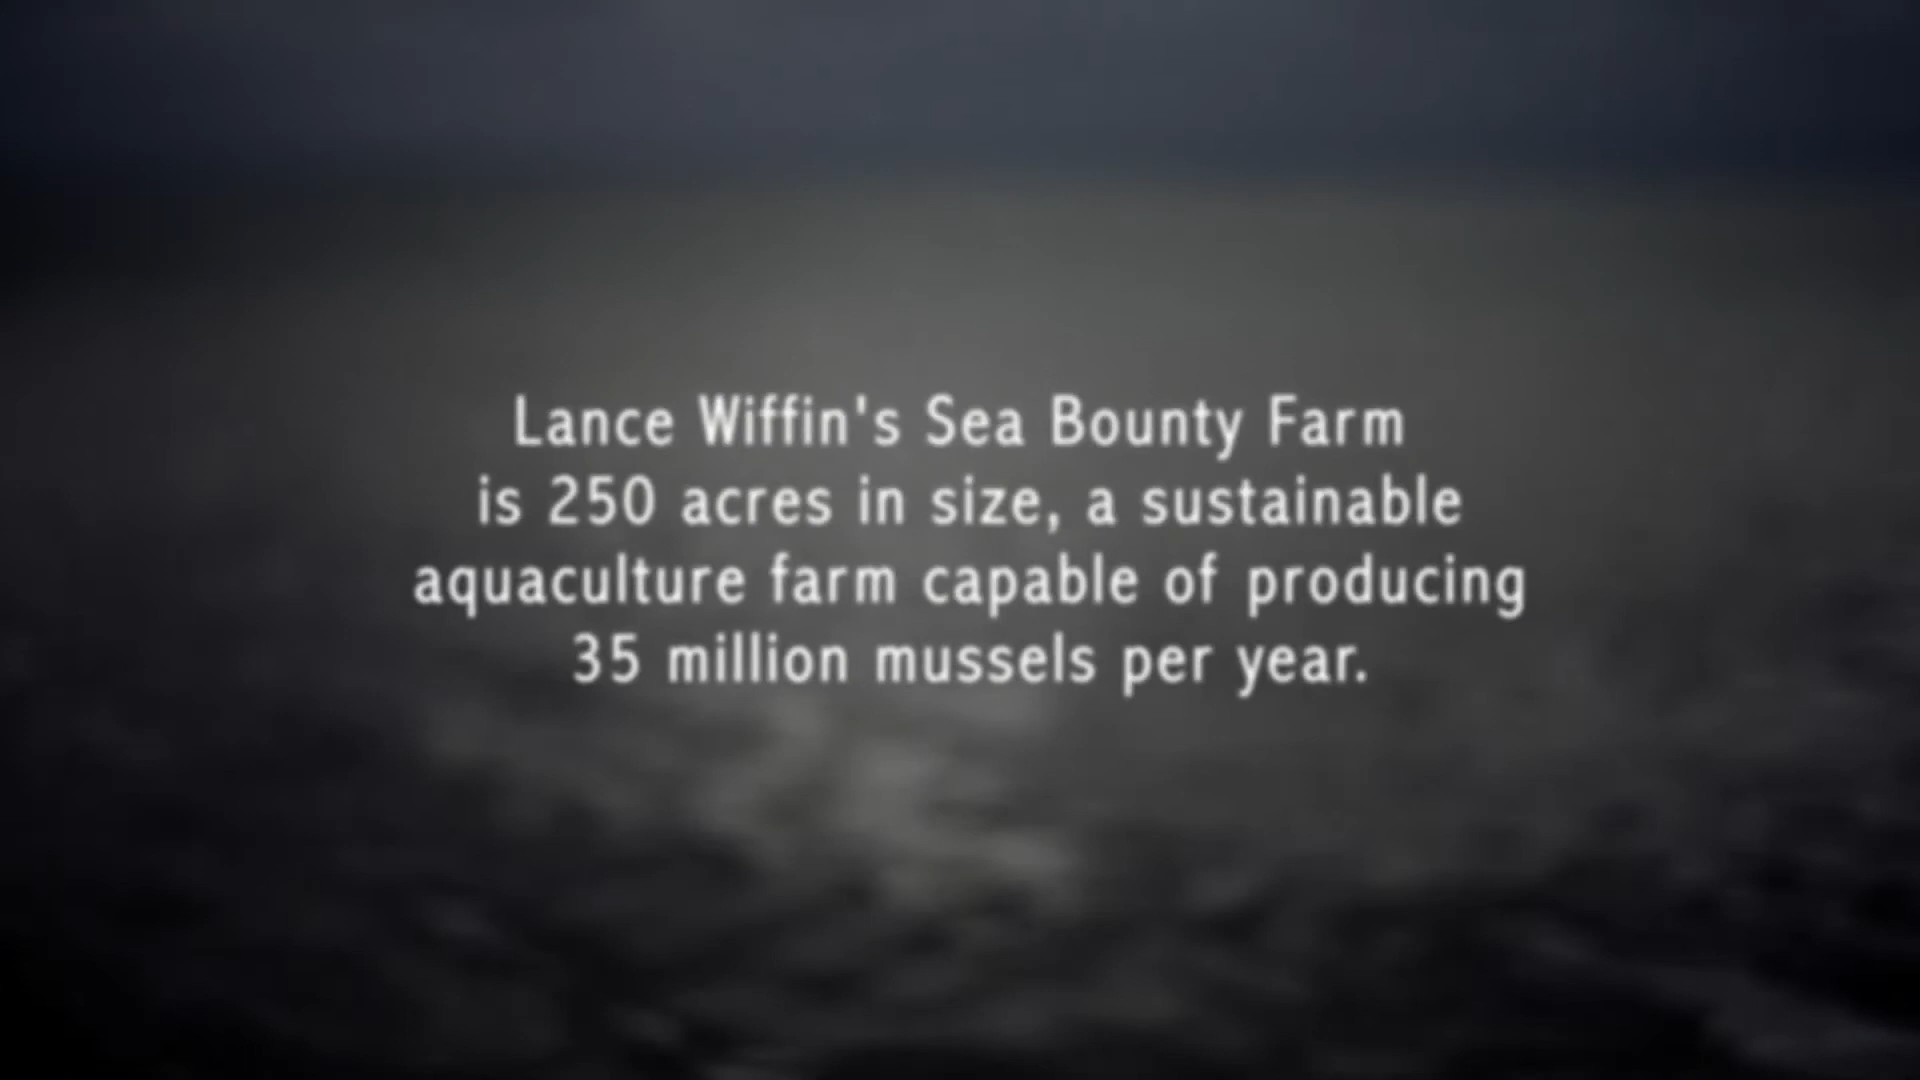 Lance Wiffin's Sea Bounty Farm
is 250 acres in size, a sustainable
aquaculture farm capable of producing
35 million mussels per year.